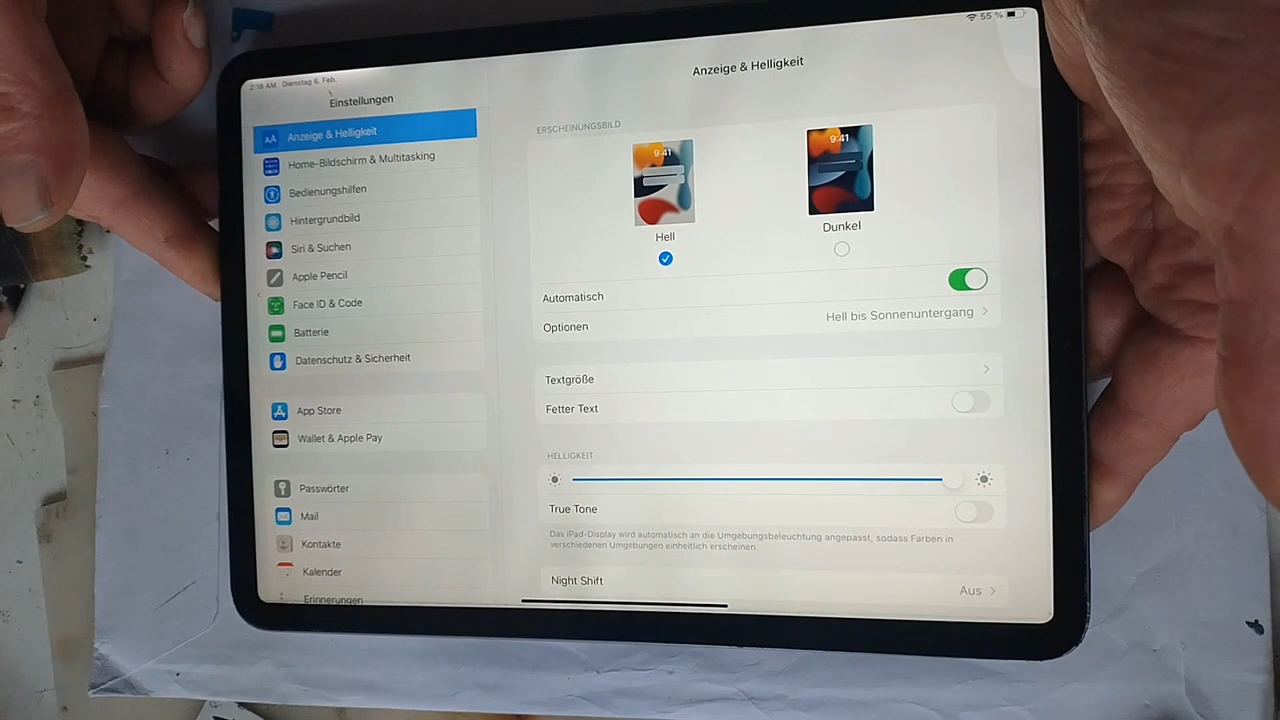 2:18 AM Dienstag 6. Feb.
55 %
Einstellungen
Anzeige & Helligkeit
Home-Bildschirm & Multitasking
Bedienungshilfen
Hintergrundbild
Siri & Suchen
Apple Pencil
Face ID & Code
Batterie
Datenschutz & Sicherheit
App Store
Wallet & Apple Pay
Passwörter
Mail
Kontakte
Kalender
Erinnerungen
Anzeige & Helligkeit
ERSCHEINUNGSBILD
9:41
9:41
Hell
Dunkel
Automatisch
Optionen
Hell bis Sonnenuntergang
Textgröße
Fetter Text
HELLIGKEIT
True Tone
Das iPad-Display wird automatisch an die Umgebungsbeleuchtung angepasst, sodass Farben in
verschiedenen Umgebungen einheitlich erscheinen.
Night Shift
Aus